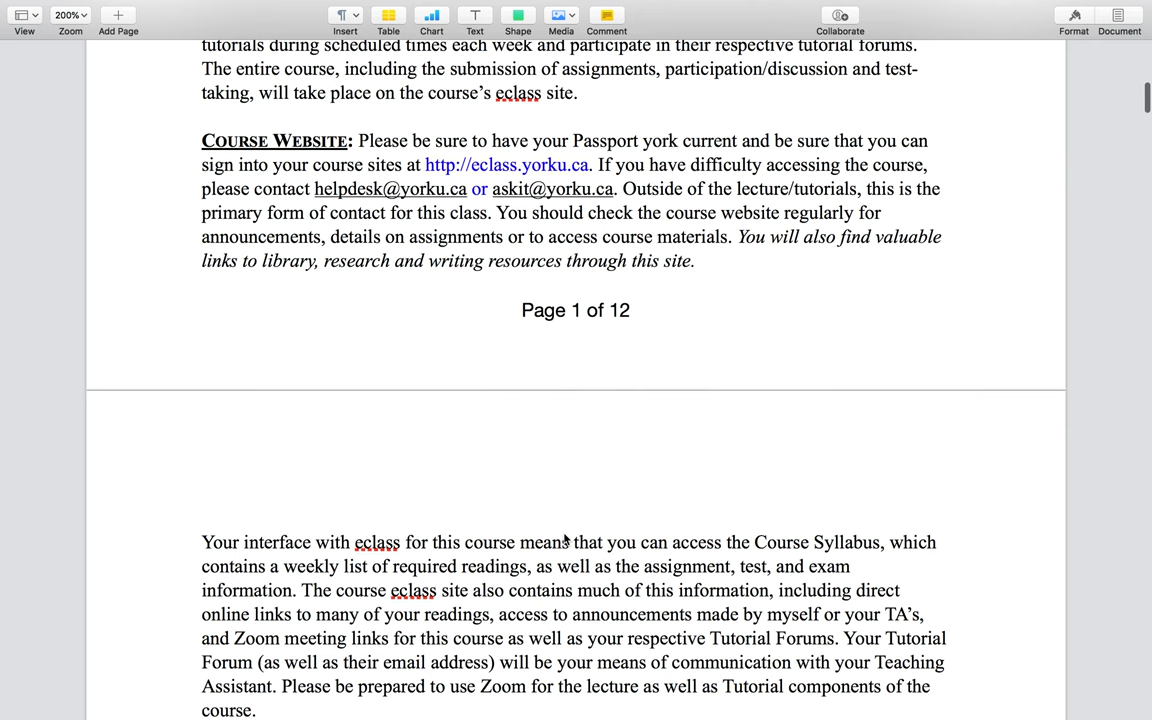 200%
View
Zoom
Add Page
Insert
Table
Chart
Text
Shape
Media
Comment
Collaborate
Format
Document
tutorials during scheduled times each week and participate in their respective tutorial forums.
The entire course, including the submission of assignments, participation/discussion and test-
taking, will take place on the course’s eclass site.
COURSE WEBSITE: Please be sure to have your Passport york current and be sure that you can
sign into your course sites at http://eclass.yorku.ca. If you have difficulty accessing the course,
please contact helpdesk@yorku.ca or askit@yorku.ca. Outside of the lecture/tutorials, this is the
primary form of contact for this class. You should check the course website regularly for
announcements, details on assignments or to access course materials. You will also find valuable
links to library, research and writing resources through this site.
Page 1 of 12
Your interface with eclass for this course means that you can access the Course Syllabus, which
contains a weekly list of required readings, as well as the assignment, test, and exam
information. The course eclass site also contains much of this information, including direct
online links to many of your readings, access to announcements made by myself or your TA’s,
and Zoom meeting links for this course as well as your respective Tutorial Forums. Your Tutorial
Forum (as well as their email address) will be your means of communication with your Teaching
Assistant. Please be prepared to use Zoom for the lecture as well as Tutorial components of the
course.